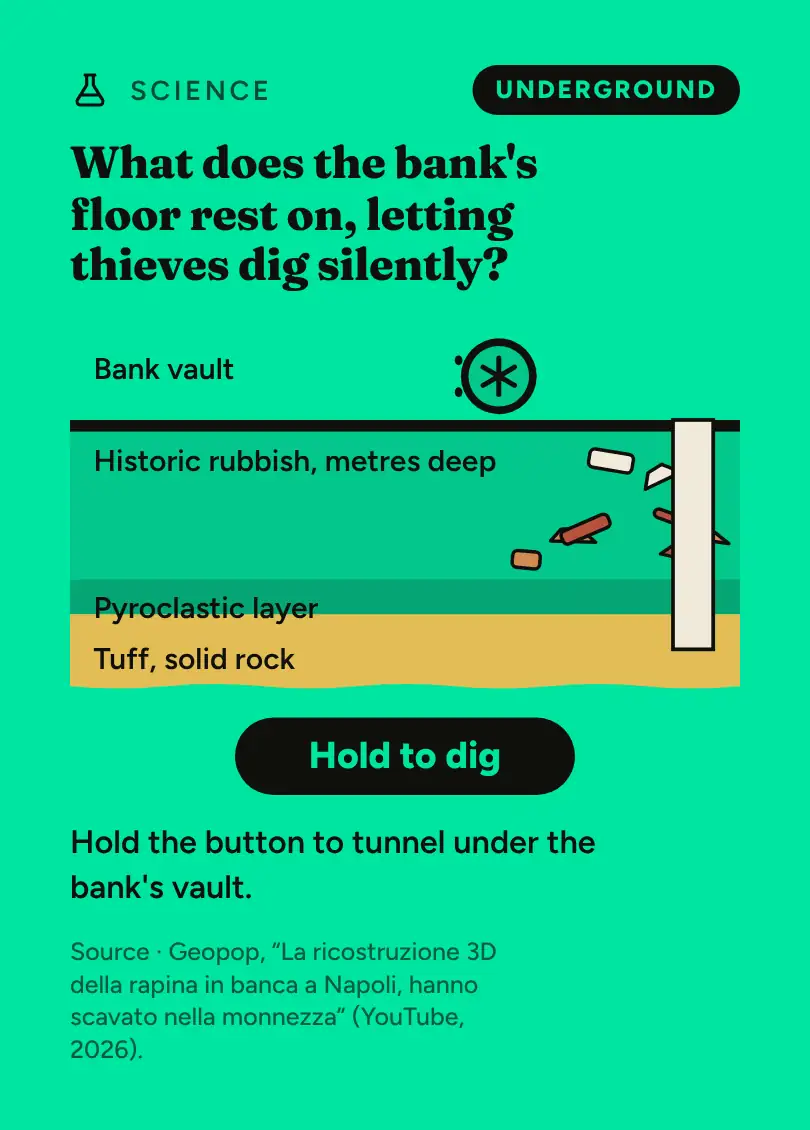 SCIENCE
UNDERGROUND
What does the bank's
floor rest on, letting
thieves dig silently?
Bank vault
Historic rubbish, metres deep
Pyroclastic layer
Tuff, solid rock
Hold to dig
Hold the button to tunnel under the
bank's vault.
Source · Geopop, “La ricostruzione 3D
della rapina in banca a Napoli, hanno
scavato nella monnezza” (YouTube,
2026).